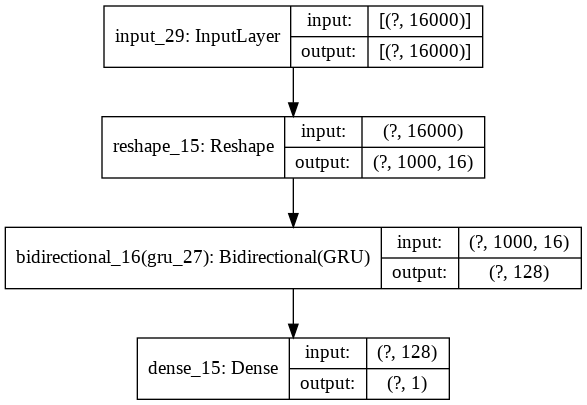 input_29: InputLayer
input:
[(?, 16000)]
output:
[(?, 16000)]
reshape_15: Reshape
input:
(?, 16000)
output:
(?, 1000, 16)
bidirectional_16(gru_27): Bidirectional(GRU)
input:
(?, 1000, 16)
output:
(?, 128)
dense_15: Dense
input:
(?, 128)
output:
(?, 1)